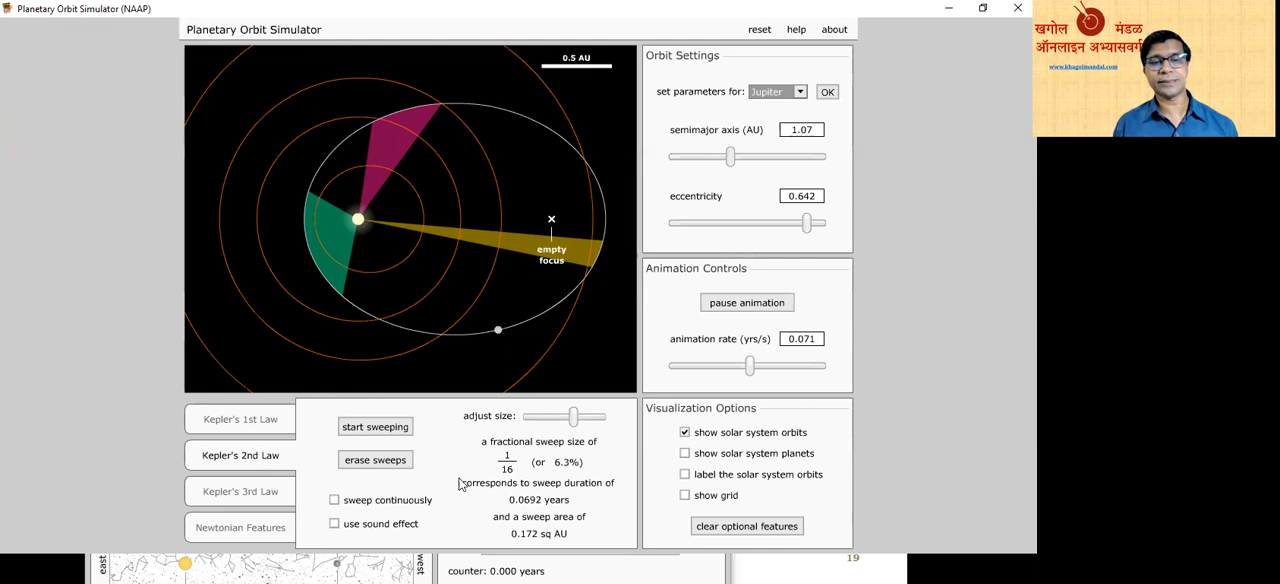 Planetary Orbit Simulator (NAAP)
Planetary Orbit Simulator
reset help about
0.5 AU
empty
focus
Orbit Settings
set parameters for: Jupiter OK
semimajor axis (AU) 1.07
eccentricity 0.642
Animation Controls
pause animation
animation rate (yrs/s) 0.071
Kepler's 1st Law
Kepler's 2nd Law
Kepler's 3rd Law
Newtonian Features
start sweeping
erase sweeps
sweep continuously
use sound effect
adjust size:
a fractional sweep size of
1
16
(or 6.3%)
corresponds to sweep duration of
0.0692 years
and a sweep area of
0.172 sq AU
Visualization Options
show solar system orbits
show solar system planets
label the solar system orbits
show grid
clear optional features
खगोल मंडळ
ऑनलाइन अभ्यासवर्ग
www.khagolmandal.com
east
west
counter: 0.000 years
19